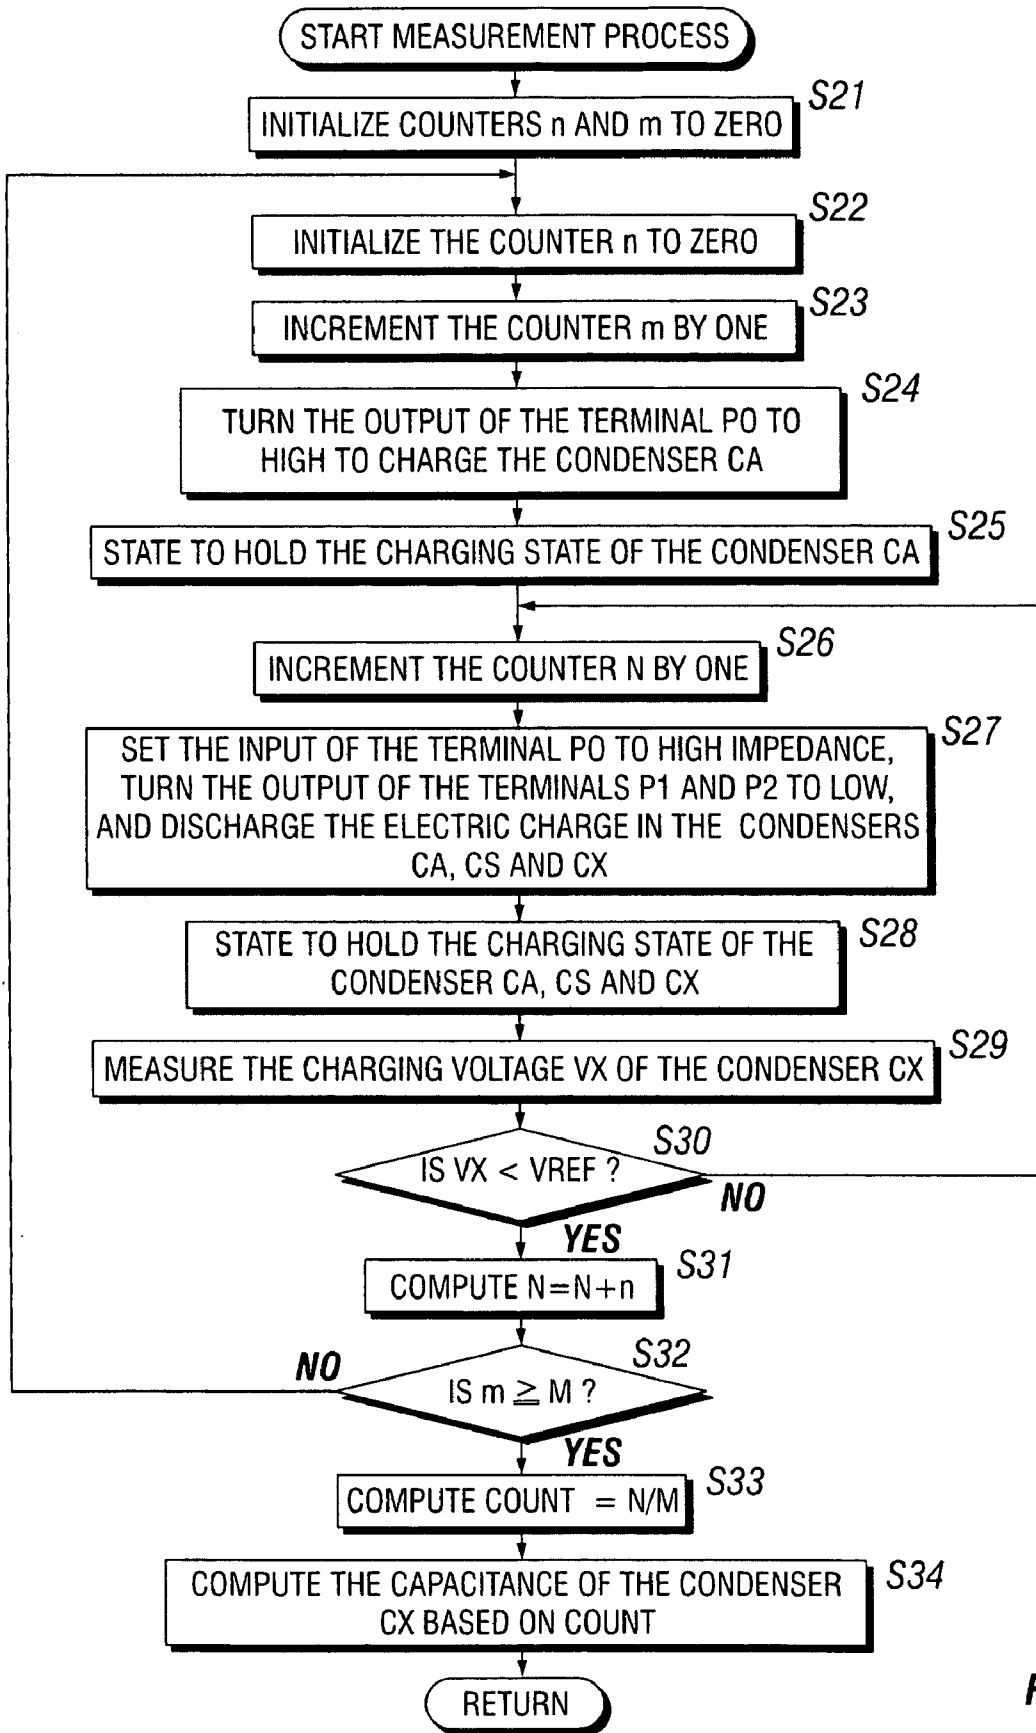 START MEASUREMENT PROCESS
S21
INITIALIZE COUNTERS n AND m TO ZERO
S22
INITIALIZE THE COUNTER n TO ZERO
S23
INCREMENT THE COUNTER m BY ONE
S24
TURN THE OUTPUT OF THE TERMINAL PO TO
HIGH TO CHARGE THE CONDENSER CA
S25
STATE TO HOLD THE CHARGING STATE OF THE CONDENSER CA
S26
INCREMENT THE COUNTER N BY ONE
S27
SET THE INPUT OF THE TERMINAL PO TO HIGH IMPEDANCE,
TURN THE OUTPUT OF THE TERMINALS P1 AND P2 TO LOW,
AND DISCHARGE THE ELECTRIC CHARGE IN THE CONDENSERS
CA, CS AND CX
S28
STATE TO HOLD THE CHARGING STATE OF THE
CONDENSER CA, CS AND CX
S29
MEASURE THE CHARGING VOLTAGE VX OF THE CONDENSER CX
S30
IS VX < VREF ?
NO
YES
S31
COMPUTE N=N+n
S32
NO
IS m ≧ M ?
YES
S33
COMPUTE COUNT = N/M
S34
COMPUTE THE CAPACITANCE OF THE CONDENSER
CX BASED ON COUNT
RETURN